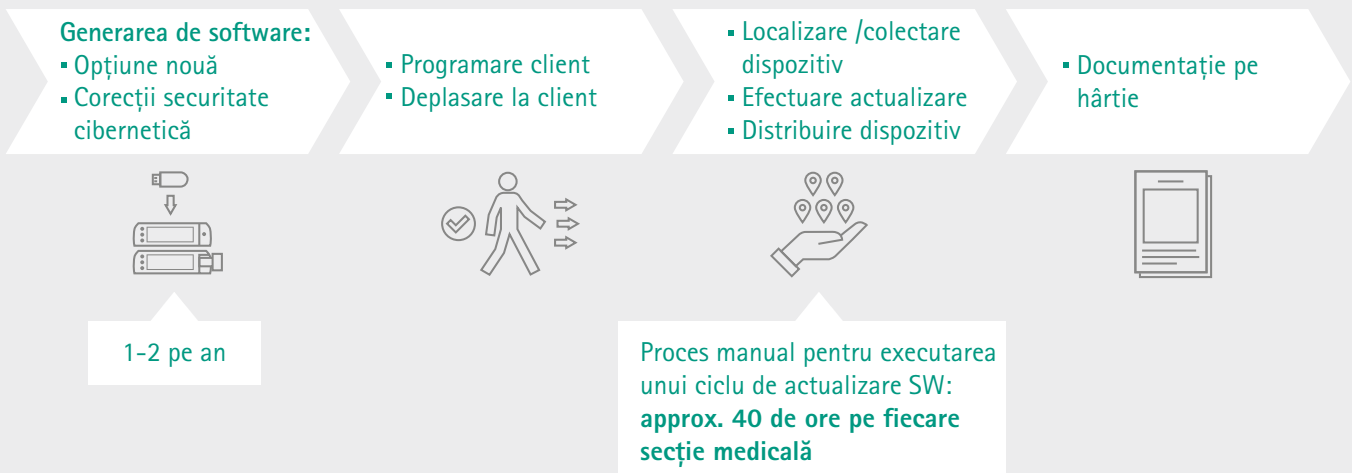 Generarea de software:
▪ Opțiune nouă
▪ Corecții securitate
cibernetică
▪ Programare client
▪ Deplasare la client
▪ Localizare /colectare
dispozitiv
▪ Efectuare actualizare
▪ Distribuire dispozitiv
▪ Documentație pe
hârtie
1-2 pe an
Proces manual pentru executarea
unui ciclu de actualizare SW:
approx. 40 de ore pe fiecare
secție medicală